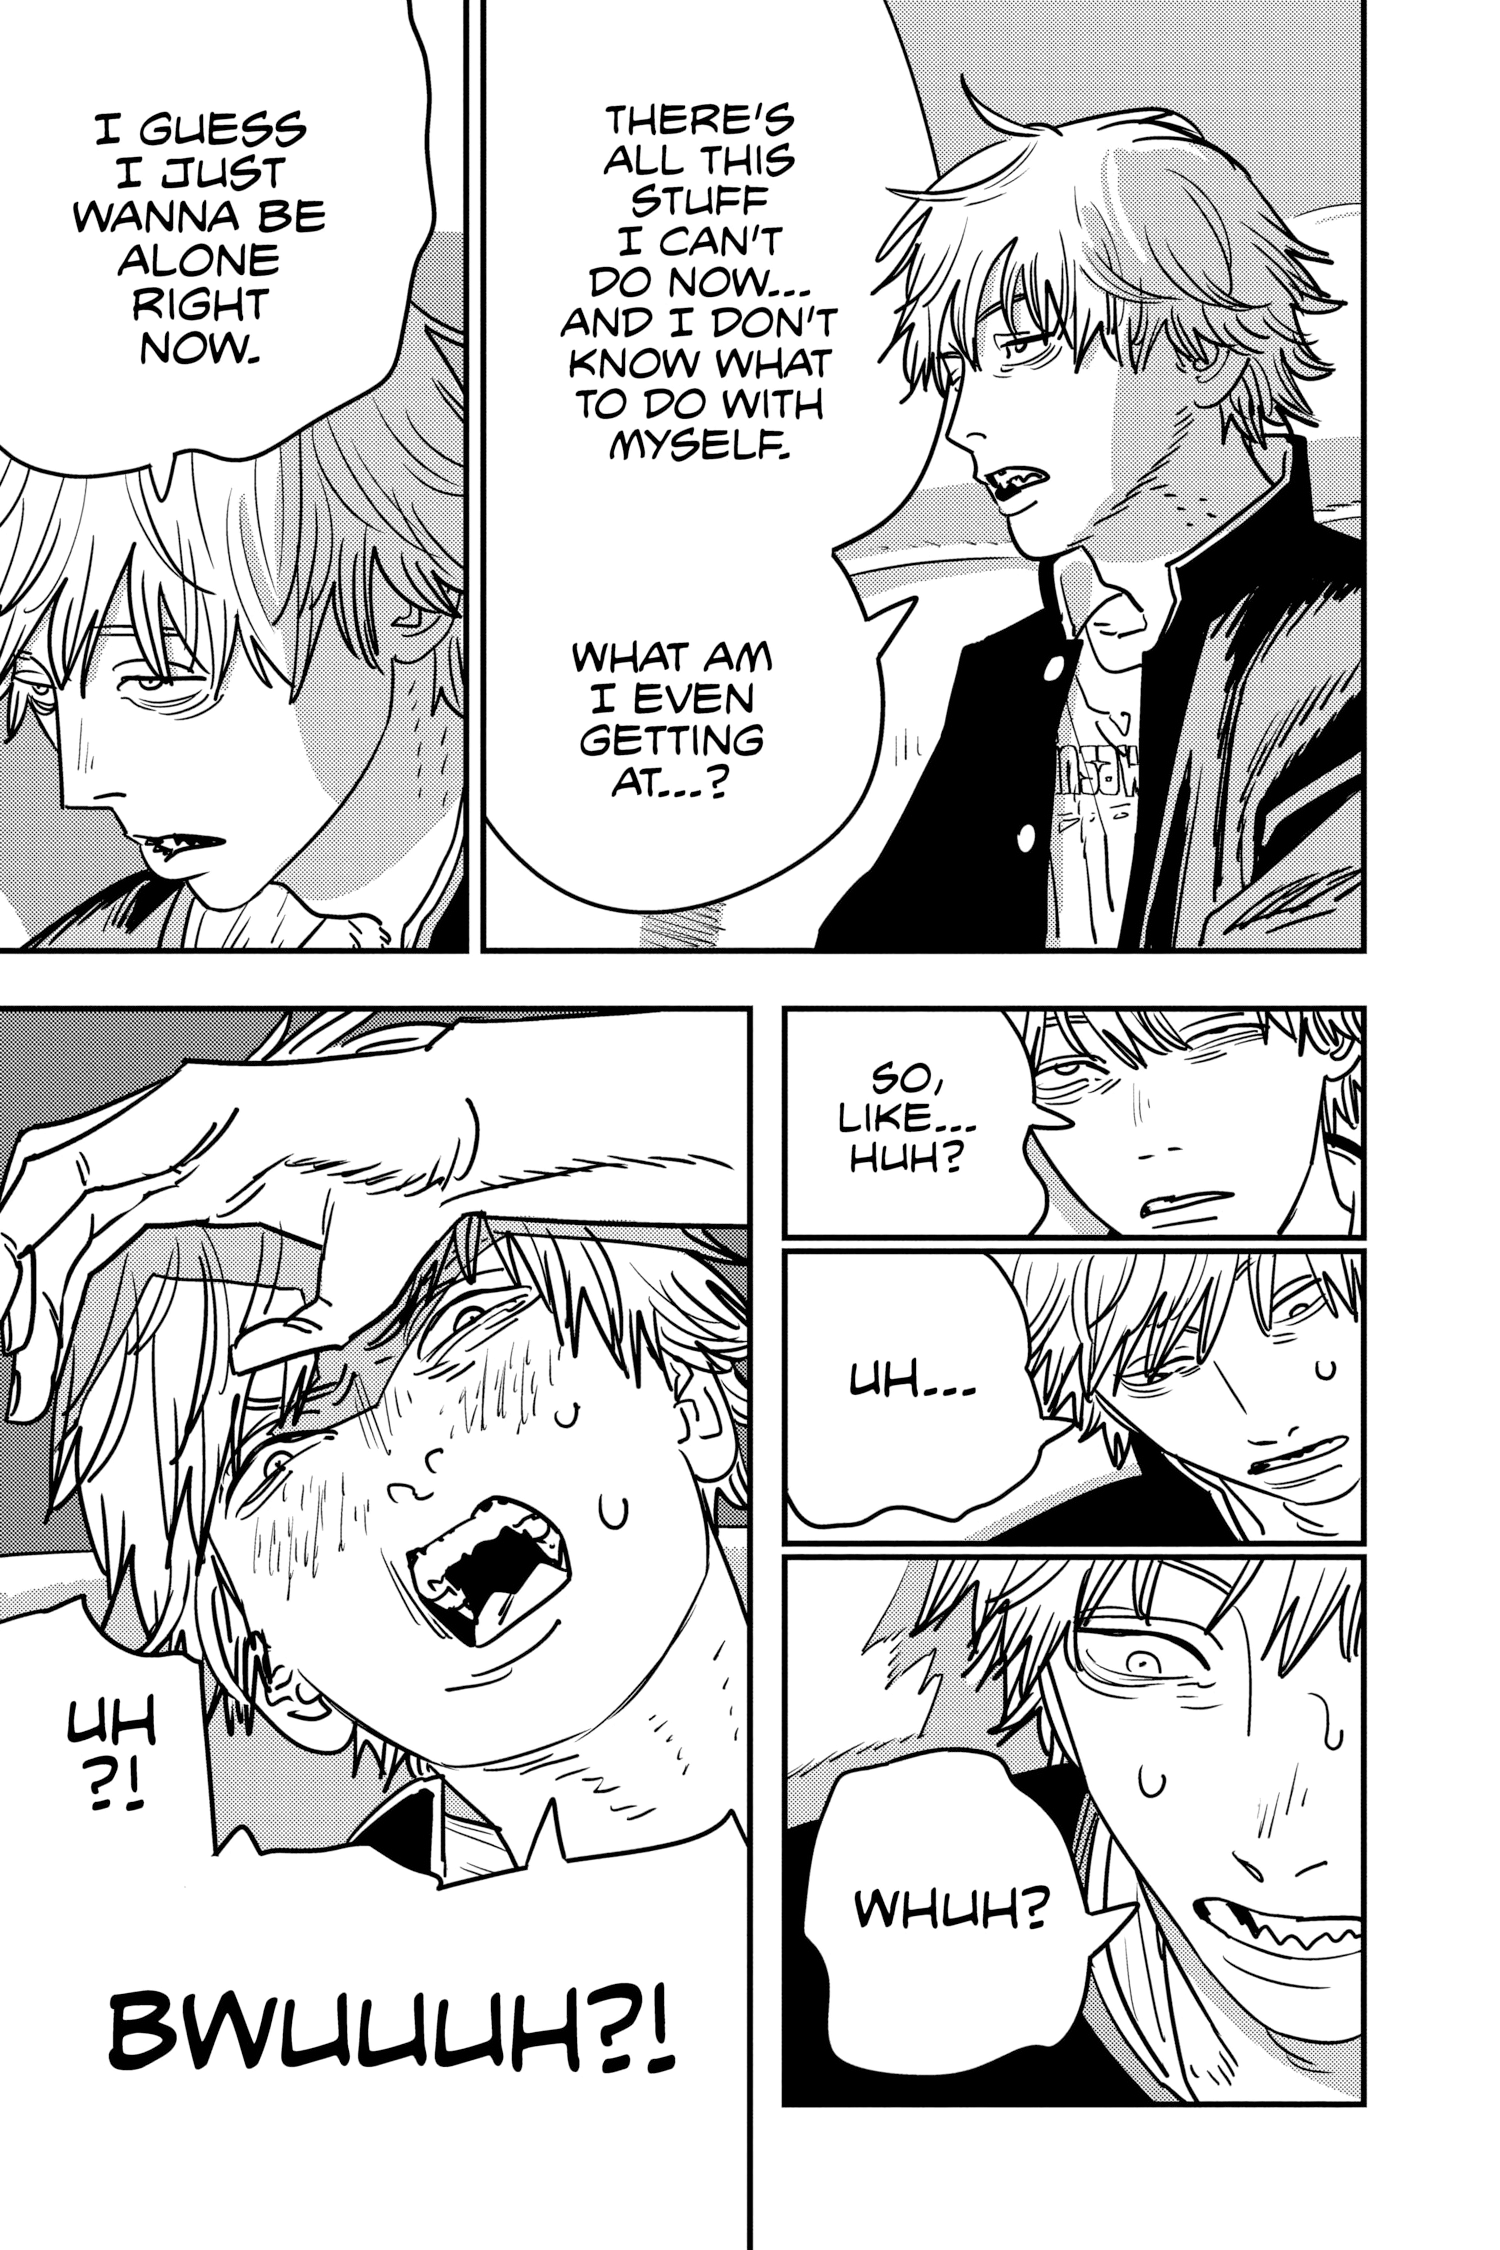 THERE'S
ALL THIS
STUFF
I CAN'T
DO NOW...
AND I DON'T
KNOW WHAT
TO DO WITH
MYSELF.
WHAT AM
I EVEN
GETTING
AT...?
I GUESS
I JUST
WANNA BE
ALONE
RIGHT
NOW.
SO,
LIKE...
HUH?
UH...
WHUH?
UH
?!
BWUUUH?!